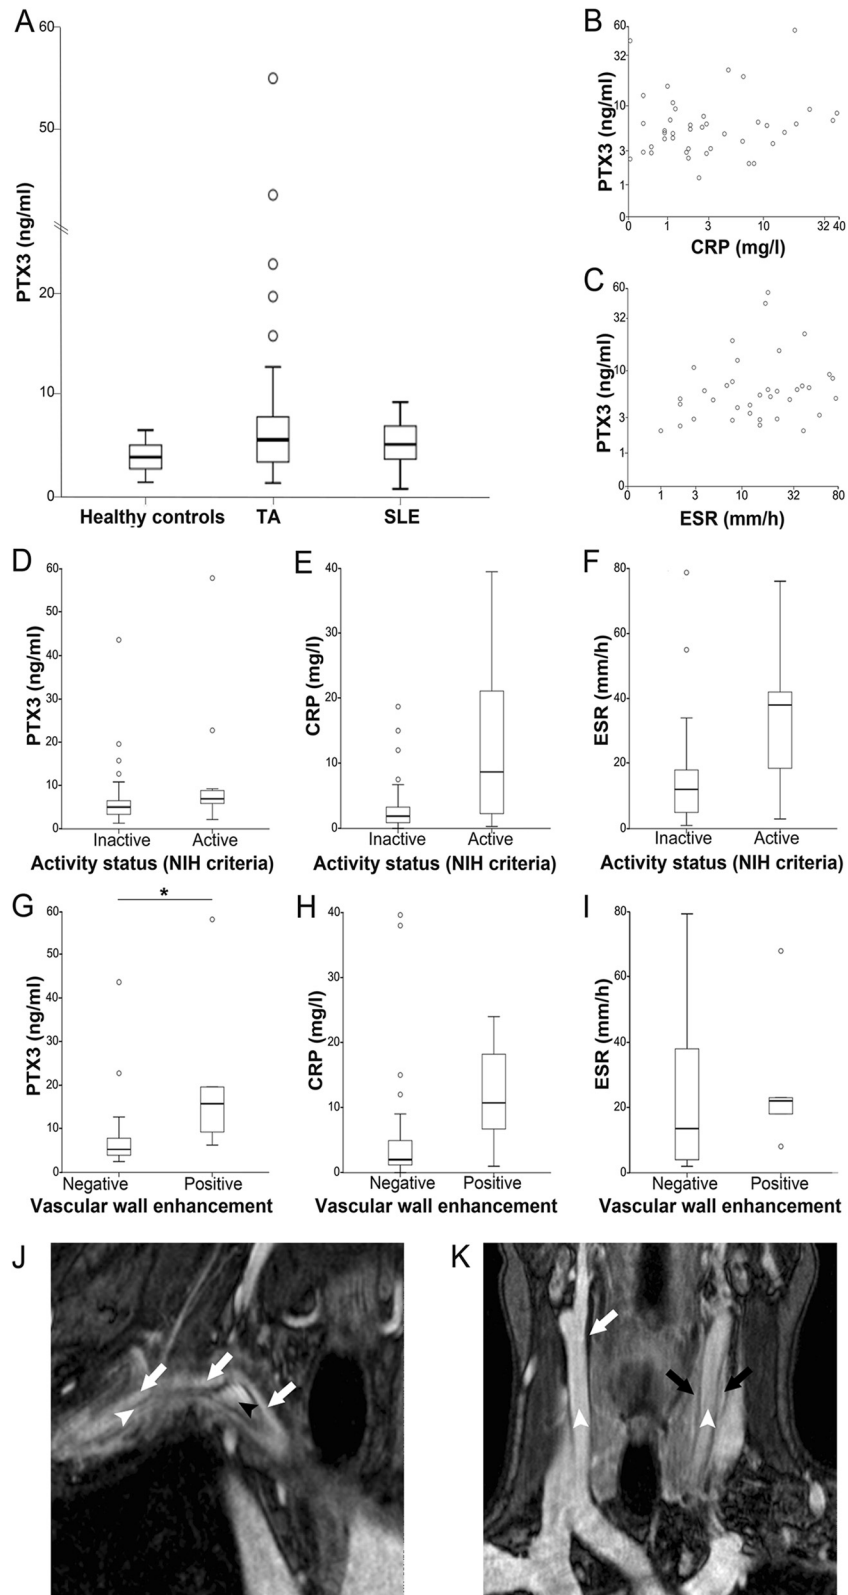 A
PTX3 (ng/ml)
60
50
20
10
0
Healthy controls TA SLE
B
PTX3 (ng/ml)
60
32
10
3
1
0
0 1 3 10 32 40
CRP (mg/l)
C
PTX3 (ng/ml)
60
32
10
3
1
0
0 1 3 10 32 80
ESR (mm/h)
D
PTX3 (ng/ml)
60
50
40
30
20
10
0
Inactive Active
Activity status (NIH criteria)
E
CRP (mg/l)
40
30
20
10
0
Inactive Active
Activity status (NIH criteria)
F
ESR (mm/h)
80
60
40
20
0
Inactive Active
Activity status (NIH criteria)
G
*
PTX3 (ng/ml)
60
50
40
30
20
10
0
Negative Positive
Vascular wall enhancement
H
CRP (mg/l)
40
30
20
10
0
Negative Positive
Vascular wall enhancement
I
ESR (mm/h)
80
60
40
20
0
Negative Positive
Vascular wall enhancement
J
K